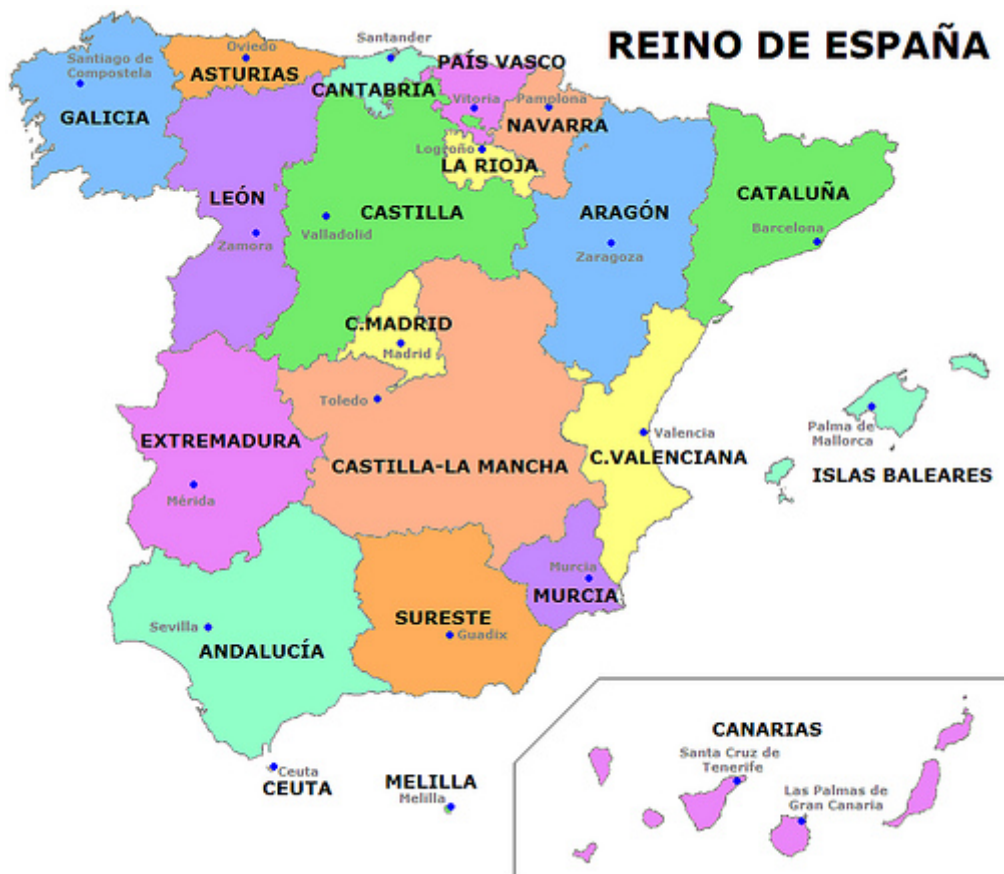 REINO DE ESPAÑA
Santander
Oviedo
PAÍS VASCO
Santiago de
Compostela
ASTURIAS
CANTABRIA
Vitoria
Pamplona
GALICIA
NAVARRA
Logroño
LA RIOJA
LEÓN
CASTILLA
ARAGÓN
CATALUÑA
Valladolid
Zamora
Zaragoza
Barcelona
C.MADRID
Madrid
Toledo
EXTREMADURA
CASTILLA-LA MANCHA
Valencia
C.VALENCIANA
Palma de
Mallorca
ISLAS BALEARES
Mérida
Murcia
MURCIA
SURESTE
Guadix
Sevilla
ANDALUCÍA
Ceuta
CEUTA
MELILLA
Melilla
CANARIAS
Santa Cruz de
Tenerife
Las Palmas de
Gran Canaria